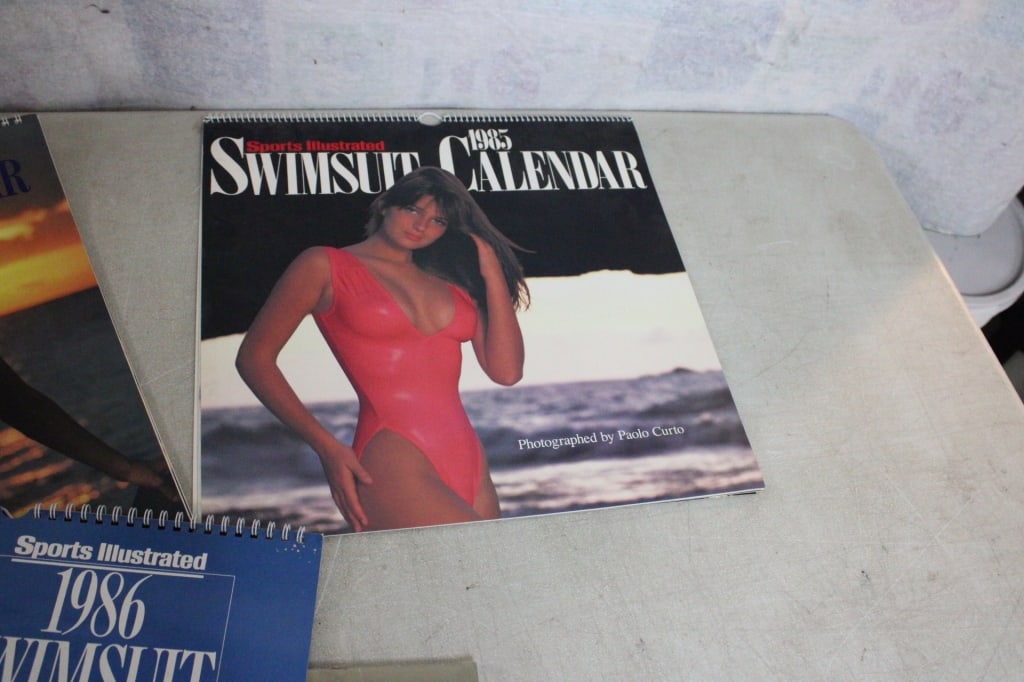 Sports Illustrated
1985
SWIMSUIT CALENDAR
Photographed by Paolo Curto
Sports Illustrated
1986